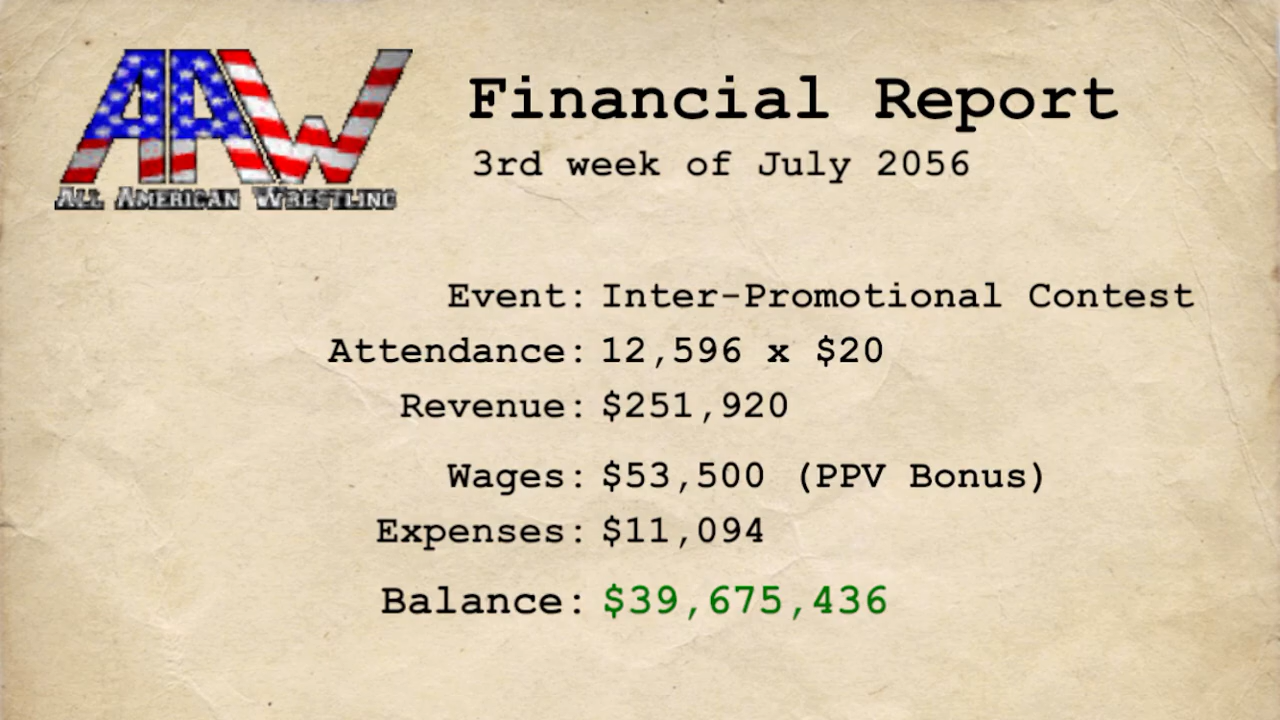 AAW
ALL AMERICAN WRESTLING
Financial Report
3rd week of July 2056
Event: Inter-Promotional Contest
Attendance: 12,596 x $20
Revenue: $251,920
Wages: $53,500 (PPV Bonus)
Expenses: $11,094
Balance: $39,675,436